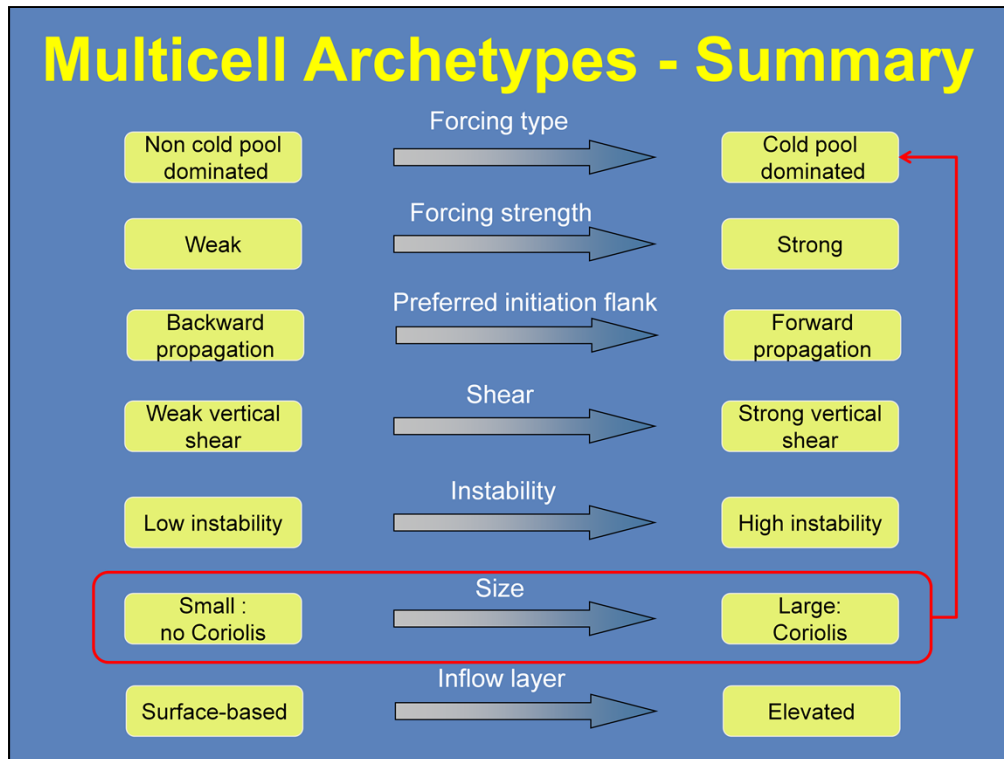 Multicell Archetypes - Summary
Forcing type
Non cold pool
dominated
Cold pool
dominated
Forcing strength
Weak
Strong
Preferred initiation flank
Backward
propagation
Forward
propagation
Shear
Weak vertical
shear
Strong vertical
shear
Instability
Low instability
High instability
Size
Small :
no Coriolis
Large:
Coriolis
Inflow layer
Surface-based
Elevated